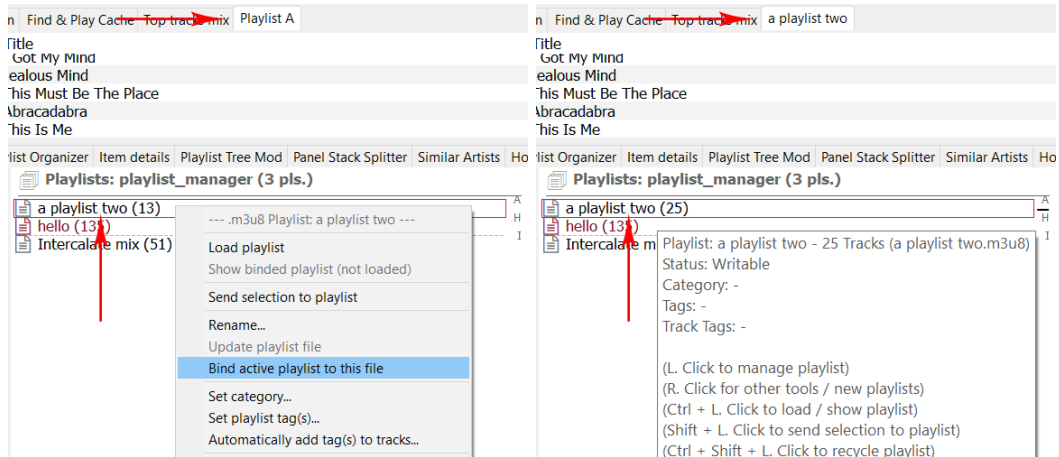 n Find & Play Cache Top tracks mix Playlist A
Title
Got My Mind
ealous Mind
This Must Be The Place
Abracadabra
This Is Me
list Organizer Item details Playlist Tree Mod Panel Stack Splitter Similar Artists Ho
Playlists: playlist_manager (3 pls.)
a playlist two (13)
hello (135)
Intercalate mix (51)
A
H
I
--- .m3u8 Playlist: a playlist two ---
Load playlist
Show binded playlist (not loaded)
Send selection to playlist
Rename...
Update playlist file
Bind active playlist to this file
Set category...
Set playlist tag(s)...
Automatically add tag(s) to tracks...
n Find & Play Cache Top tracks mix a playlist two
Title
Got My Mind
ealous Mind
This Must Be The Place
Abracadabra
This Is Me
list Organizer Item details Playlist Tree Mod Panel Stack Splitter Similar Artists Ho
Playlists: playlist_manager (3 pls.)
a playlist two (25)
hello (135)
Intercalate m
A
H
I
Playlist: a playlist two - 25 Tracks (a playlist two.m3u8)
Status: Writable
Category: -
Tags: -
Track Tags: -
(L. Click to manage playlist)
(R. Click for other tools / new playlists)
(Ctrl + L. Click to load / show playlist)
(Shift + L. Click to send selection to playlist)
(Ctrl + Shift + L. Click to recycle playlist)